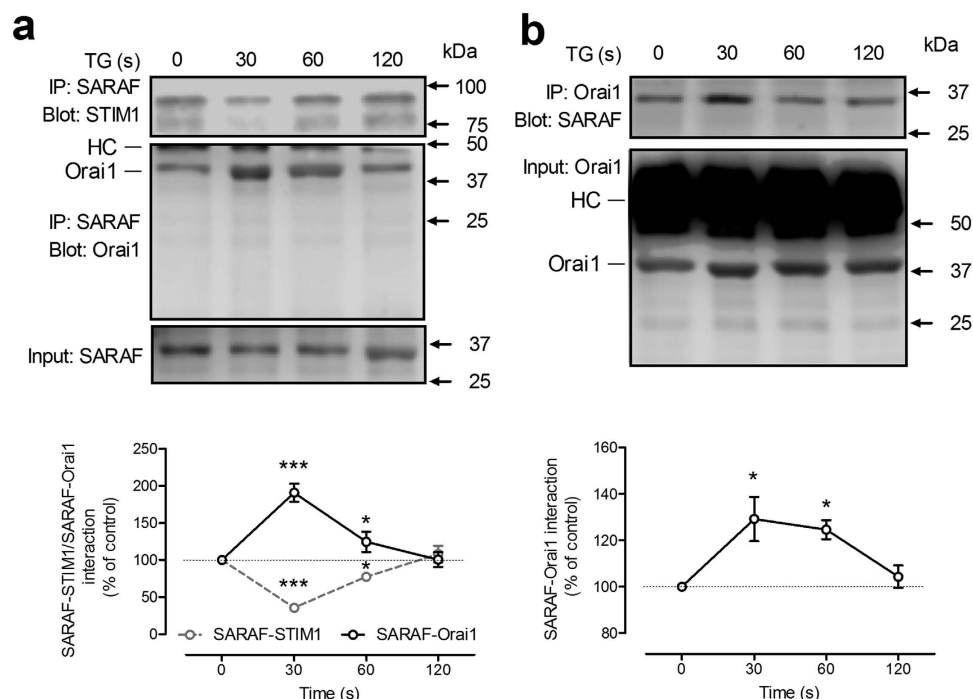 a
TG (s) 0 30 60 120 kDa
IP: SARAF
Blot: STIM1
100
75
HC
50
Orai1
37
IP: SARAF
25
Blot: Orai1
Input: SARAF
37
25
SARAF-STIM1/SARAF-Orai1
interaction
(% of control)
250
200
150
100
50
0
***
*
***
*
SARAF-STIM1 SARAF-Orai1
0 30 60 120
Time (s)
b
TG (s) 0 30 60 120 kDa
IP: Orai1
Blot: SARAF
37
25
Input: Orai1
HC
50
Orai1
37
25
SARAF-Orai1 interaction
(% of control)
160
140
120
100
80
*
*
0 30 60 120
Time (s)